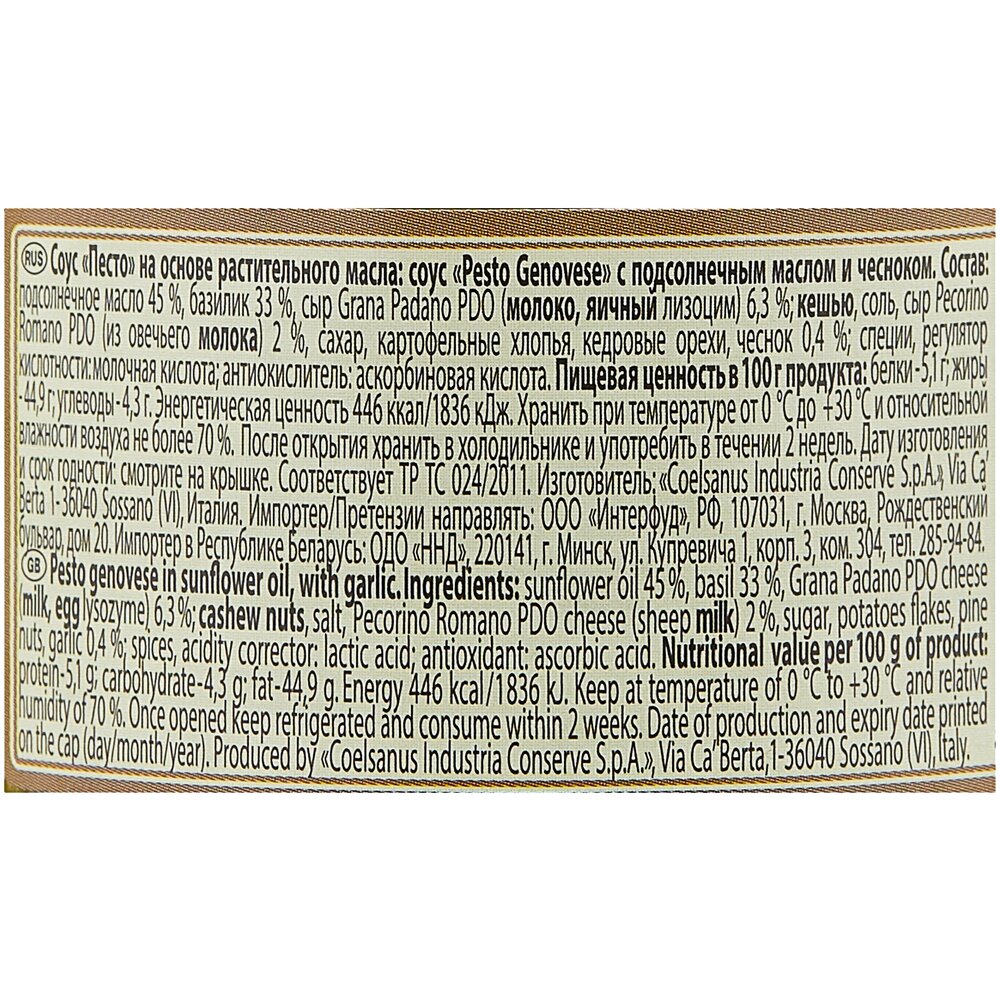 RUS Соус «Песто» на основе растительного масла: соус «Pesto Genovese» с подсолнечным маслом и чесноком. Состав:
подсолнечное масло 45 %, базилик 33 %, сыр Grana Padano PDO (молоко, яичный лизоцим) 6,3 %; кешью, соль, сыр Pecorino
Romano PDO (из овечьего молока) 2 %, сахар, картофельные хлопья, кедровые орехи, чеснок 0,4 %; специи, регулятор
кислотности: молочная кислота; антиокислитель: аскорбиновая кислота. Пищевая ценность в 100 г продукта: белки -5,1 г; жиры
- 44,9 г; углеводы - 4,3 г. Энергетическая ценность 446 ккал/1836 кДж. Хранить при температуре от 0 °C до +30 °C и относительной
влажности воздуха не более 70 %. После открытия хранить в холодильнике и употребить в течении 2 недель. Дату изготовления
и срок годности: смотрите на крышке. Соответствует ТР ТС 024/2011. Изготовитель: «Coelsanus Industria Conserve S.p.A.», Via Ca'
Berta 1-36040 Sossano (VI), Италия. Импортер/Претензии направлять: ООО «Интерфуд», РФ, 107031, г. Москва, Рождественский
бульвар, дом 20. Импортер в Республике Беларусь: ОДО «ННД», 220141, г. Минск, ул. Купревича 1, корп. 3, ком. 304, тел. 285-94-84.
GB Pesto genovese in sunflower oil, with garlic. Ingredients: sunflower oil 45 %, basil 33 %, Grana Padano PDO cheese
(milk, egg lysozyme) 6,3 %; cashew nuts, salt, Pecorino Romano PDO cheese (sheep milk) 2 %, sugar, potatoes flakes, pine
nuts, garlic 0,4 %; spices, acidity corrector: lactic acid; antioxidant: ascorbic acid. Nutritional value per 100 g of product:
protein-5,1 g; carbohydrate-4,3 g; fat-44,9 g. Energy 446 kcal/1836 kJ. Keep at temperature of 0 °C to +30 °C and relative
humidity of 70 %. Once opened keep refrigerated and consume within 2 weeks. Date of production and expiry date printed
on the cap (day/month/year). Produced by «Coelsanus Industria Conserve S.p.A.», Via Ca' Berta, 1-36040 Sossano (VI), Italy.